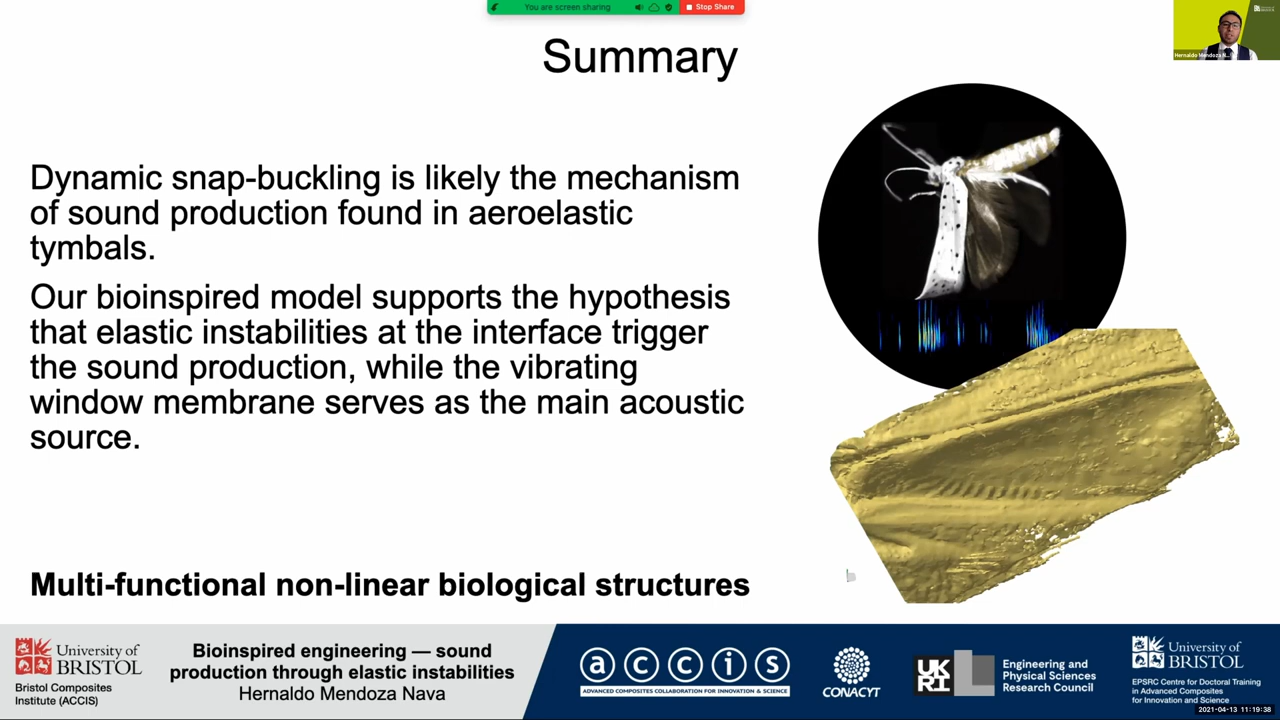 You are screen sharing
Stop Share
University of
BRISTOL
Hernaldo Mendoza N...
Summary
Dynamic snap-buckling is likely the mechanism
of sound production found in aeroelastic
tymbals.
Our bioinspired model supports the hypothesis
that elastic instabilities at the interface trigger
the sound production, while the vibrating
window membrane serves as the main acoustic
source.
Multi-functional non-linear biological structures
University of
BRISTOL
Bristol Composites
Institute (ACCIS)
Bioinspired engineering — sound
production through elastic instabilities
Hernaldo Mendoza Nava
accis
ADVANCED COMPOSITES COLLABORATION FOR INNOVATION & SCIENCE
CONACYT
UK
RI
Engineering and
Physical Sciences
Research Council
University of
BRISTOL
EPSRC Centre for Doctoral Training
in Advanced Composites
for Innovation and Science
2021-04-13 11:19:38